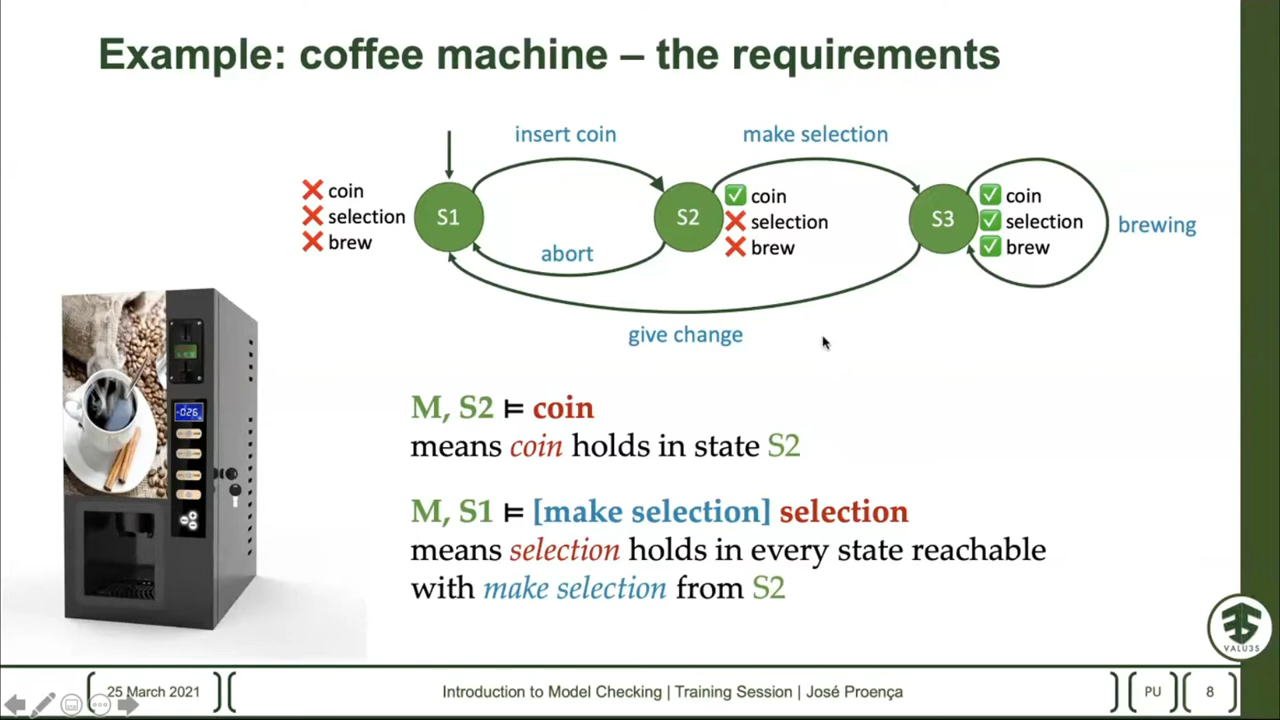 Example: coffee machine – the requirements
insert coin
make selection
❌ coin
❌ selection
❌ brew
S1
S2
✅ coin
❌ selection
❌ brew
S3
✅ coin
✅ selection
✅ brew
brewing
abort
give change
-026
M, S2 ⊨ coin
means coin holds in state S2
M, S1 ⊨ [make selection] selection
means selection holds in every state reachable
with make selection from S2
VALU3S
25 March 2021
Introduction to Model Checking | Training Session | José Proença
PU
8